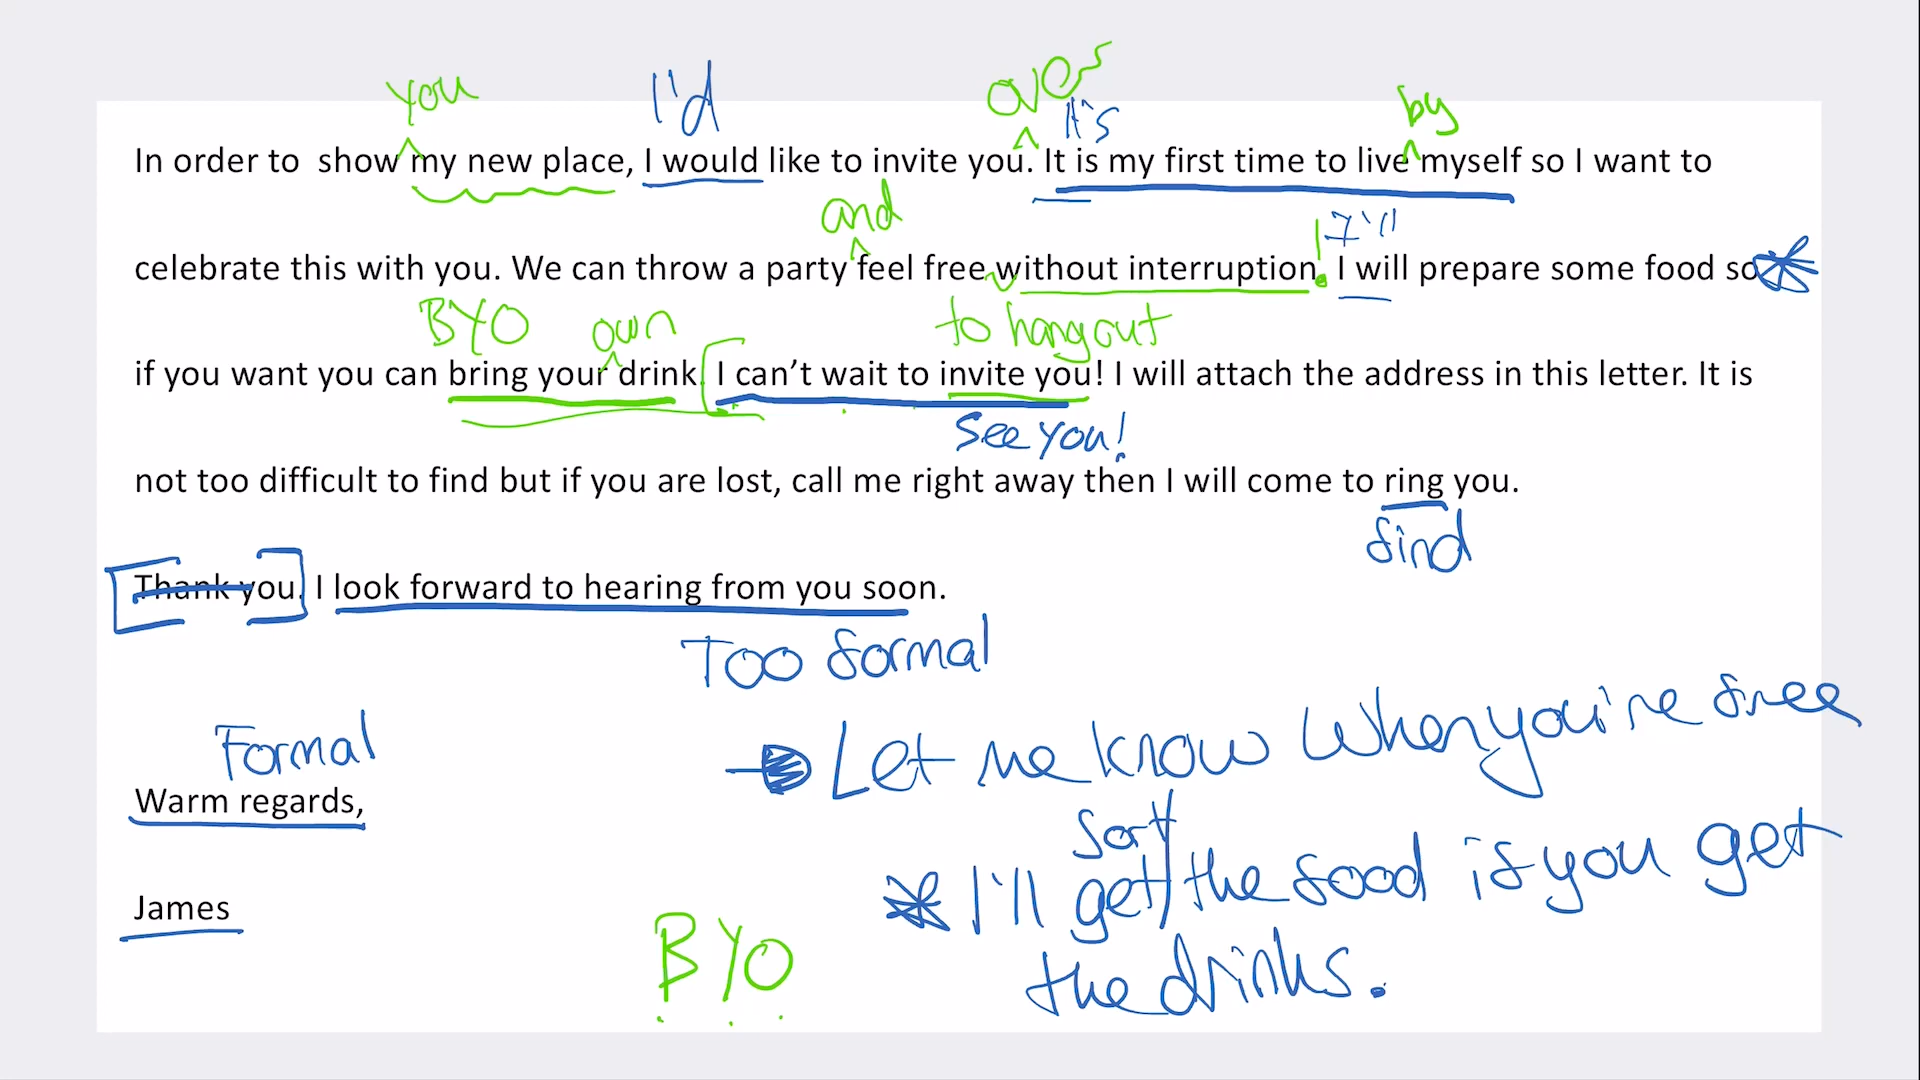 you I'd over It's by
In order to show my new place, I would like to invite you. It is my first time to live myself so I want to
and ! I'll
celebrate this with you. We can throw a party feel free without interruption. I will prepare some food so
BYO own to hang out
if you want you can bring your drink. I can't wait to invite you! I will attach the address in this letter. It is
See you!
not too difficult to find but if you are lost, call me right away then I will come to ring you.
find
Thank you. I look forward to hearing from you soon.
Too formal
Formal
Let me know when you're free
Warm regards,
sort
I'll get the food if you get
James
BYO
the drinks.